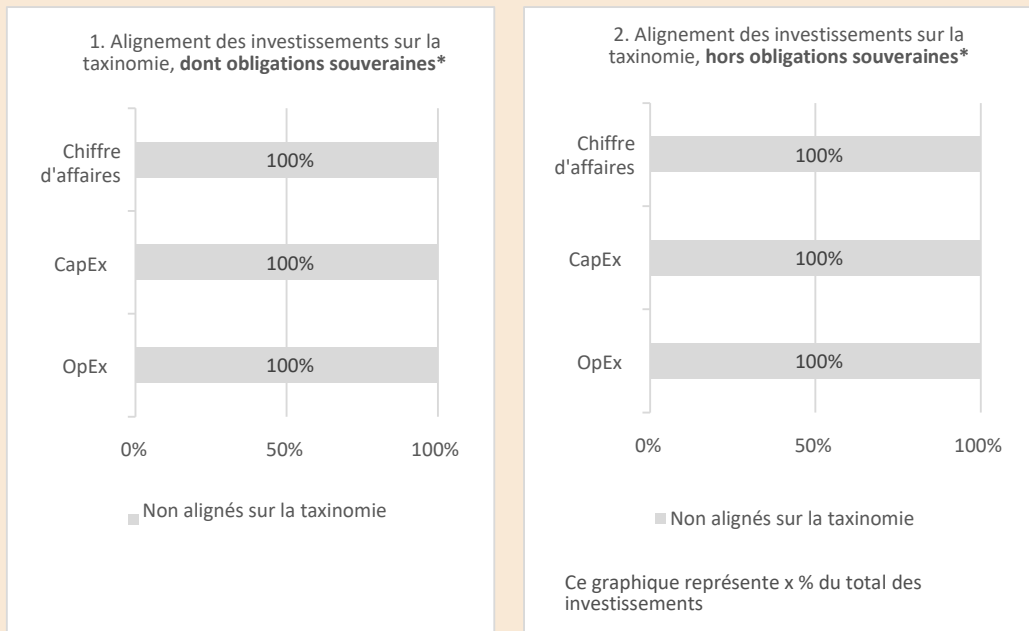 1. Alignement des investissements sur la
taxinomie, dont obligations souveraines*
Chiffre
d'affaires
100%
CapEx
100%
OpEx
100%
0%
50%
100%
Non alignés sur la taxinomie
2. Alignement des investissements sur la
taxinomie, hors obligations souveraines*
Chiffre
d'affaires
100%
CapEx
100%
OpEx
100%
0%
50%
100%
Non alignés sur la taxinomie
Ce graphique représente x % du total des
investissements